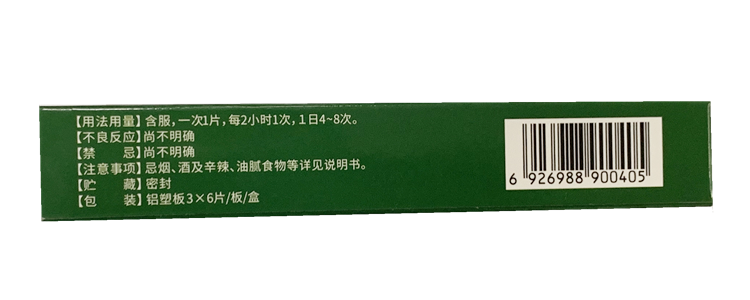 【用法用量】含服，一次1片，每2小时1次，1日4~8次。
【不良反应】尚不明确
【禁　　忌】尚不明确
【注意事项】忌烟、酒及辛辣、油腻食物等详见说明书。
【贮　　藏】密封
【包　　装】铝塑板3×6片/板/盒
6 926988 900405